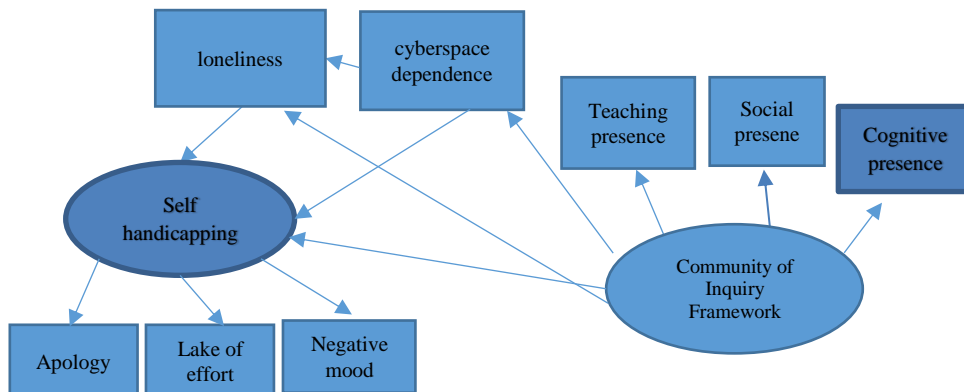 loneliness
cyberspace
dependence
Teaching
presence
Social
presene
Cognitive
presence
Self
handicapping
Community of
Inquiry
Framework
Apology
Lake of
effort
Negative
mood